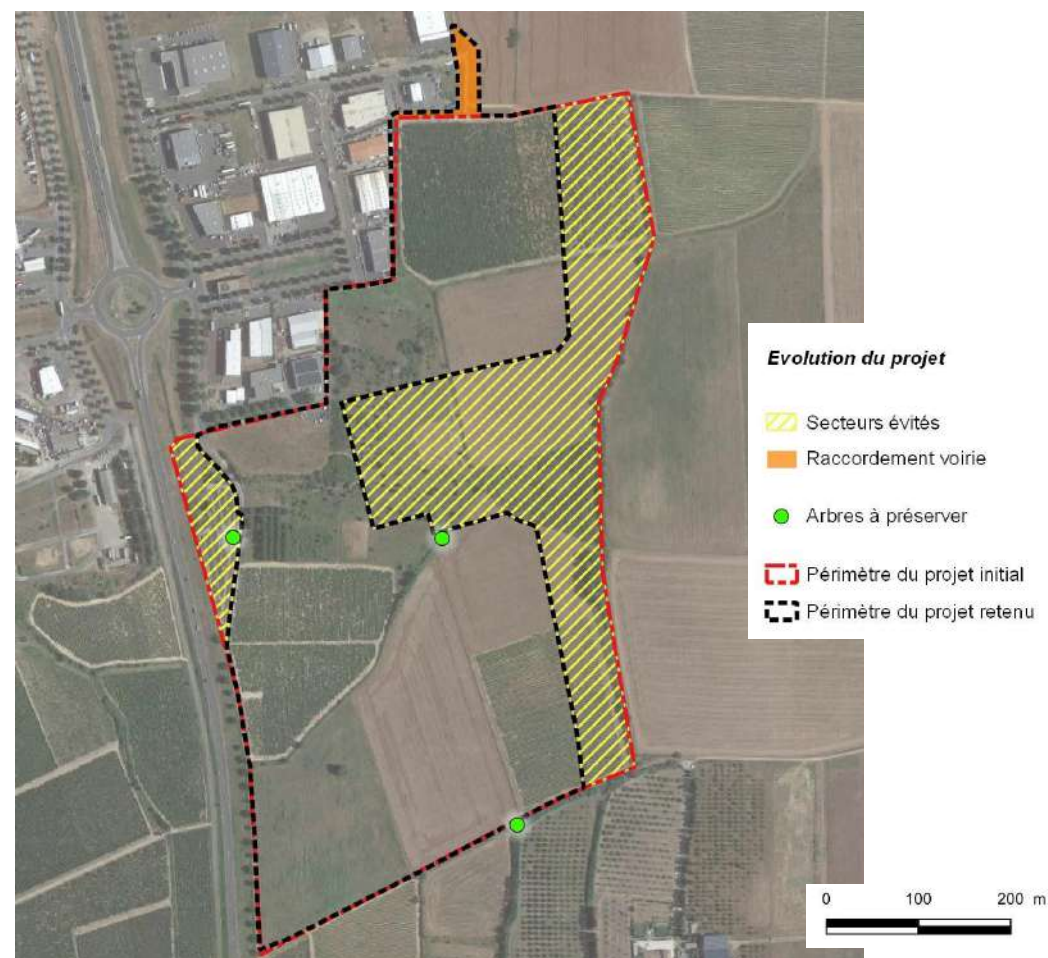 Evolution du projet
Secteurs évités
Raccordement voirie
Arbres à préserver
Périmètre du projet initial
Périmètre du projet retenu
0 100 200 m